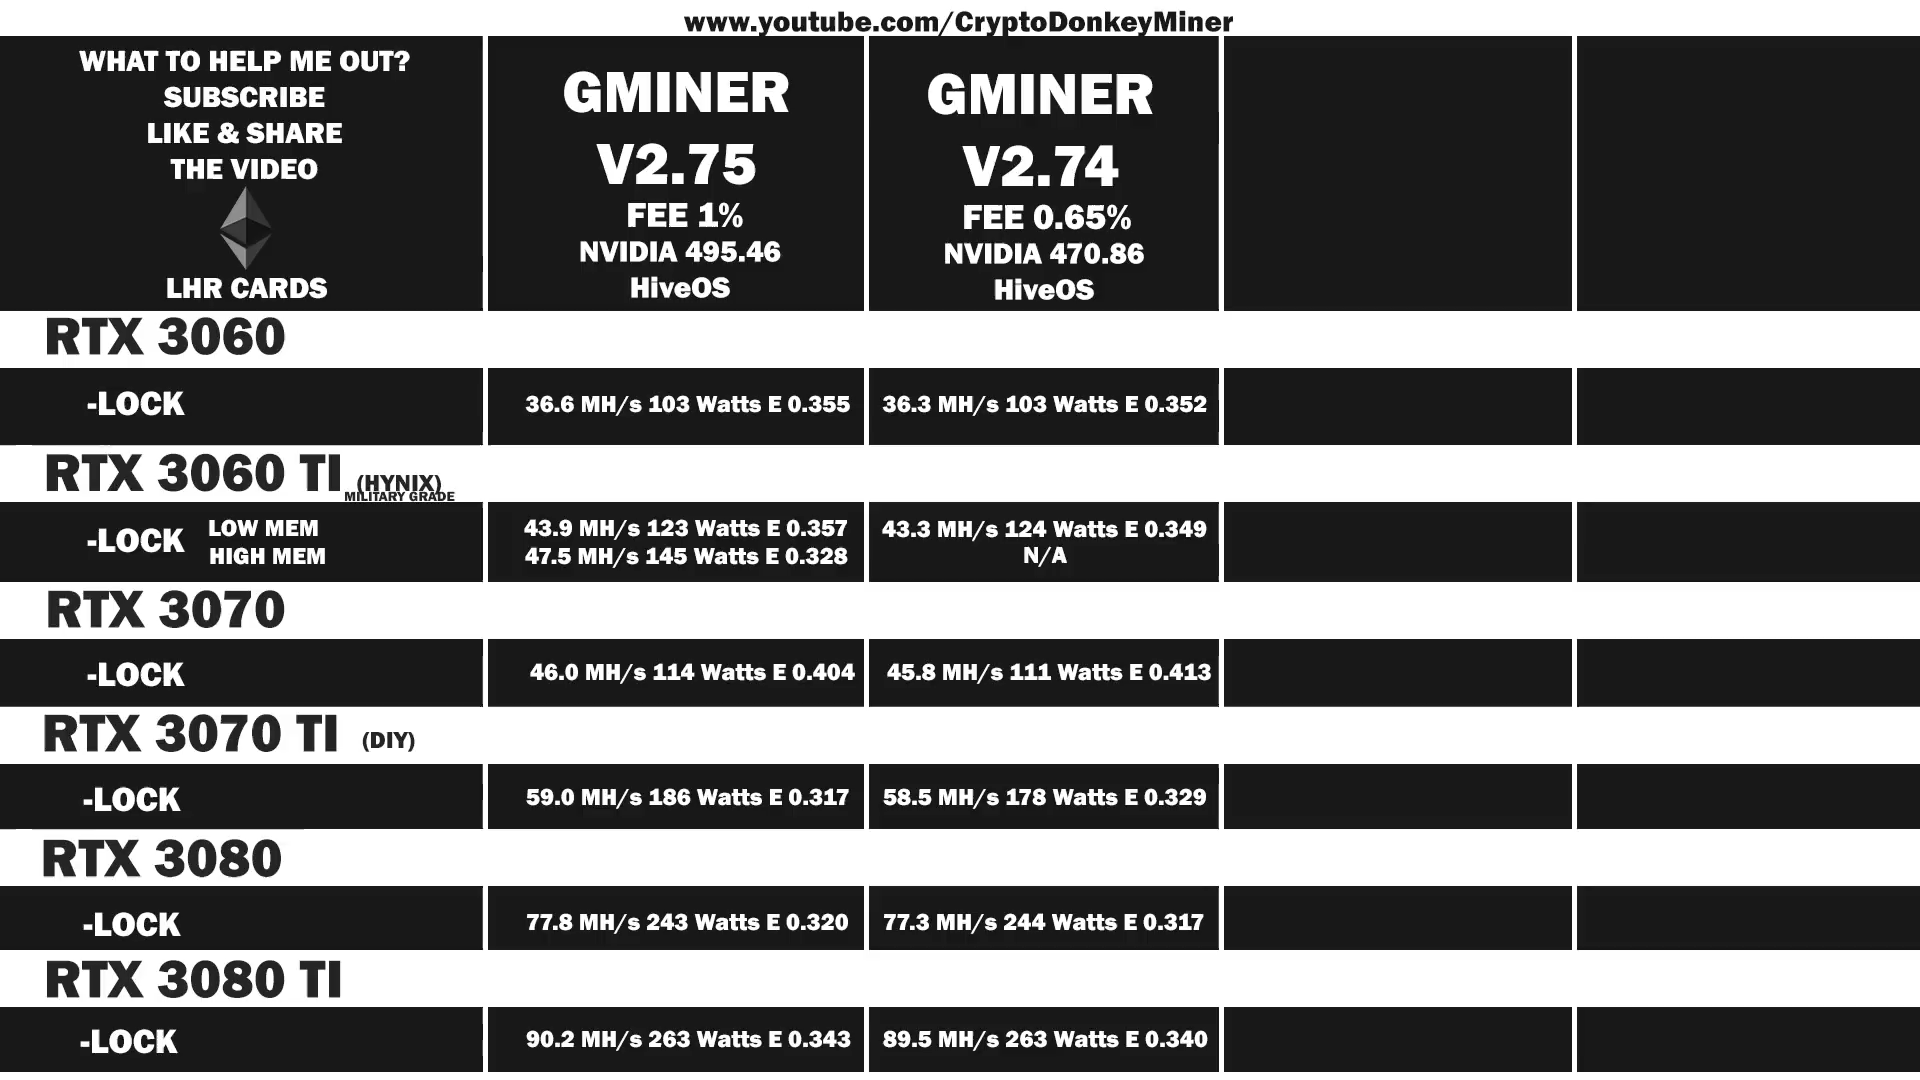 www.youtube.com/CryptoDonkeyMiner
WHAT TO HELP ME OUT?
SUBSCRIBE
LIKE & SHARE
THE VIDEO
LHR CARDS
GMINER
V2.75
FEE 1%
NVIDIA 495.46
HiveOS
GMINER
V2.74
FEE 0.65%
NVIDIA 470.86
HiveOS
RTX 3060
-LOCK
36.6 MH/s 103 Watts E 0.355
36.3 MH/s 103 Watts E 0.352
RTX 3060 TI (HYNIX)
MILITARY GRADE
-LOCK
LOW MEM
HIGH MEM
43.9 MH/s 123 Watts E 0.357
47.5 MH/s 145 Watts E 0.328
43.3 MH/s 124 Watts E 0.349
N/A
RTX 3070
-LOCK
46.0 MH/s 114 Watts E 0.404
45.8 MH/s 111 Watts E 0.413
RTX 3070 TI (DIY)
-LOCK
59.0 MH/s 186 Watts E 0.317
58.5 MH/s 178 Watts E 0.329
RTX 3080
-LOCK
77.8 MH/s 243 Watts E 0.320
77.3 MH/s 244 Watts E 0.317
RTX 3080 TI
-LOCK
90.2 MH/s 263 Watts E 0.343
89.5 MH/s 263 Watts E 0.340